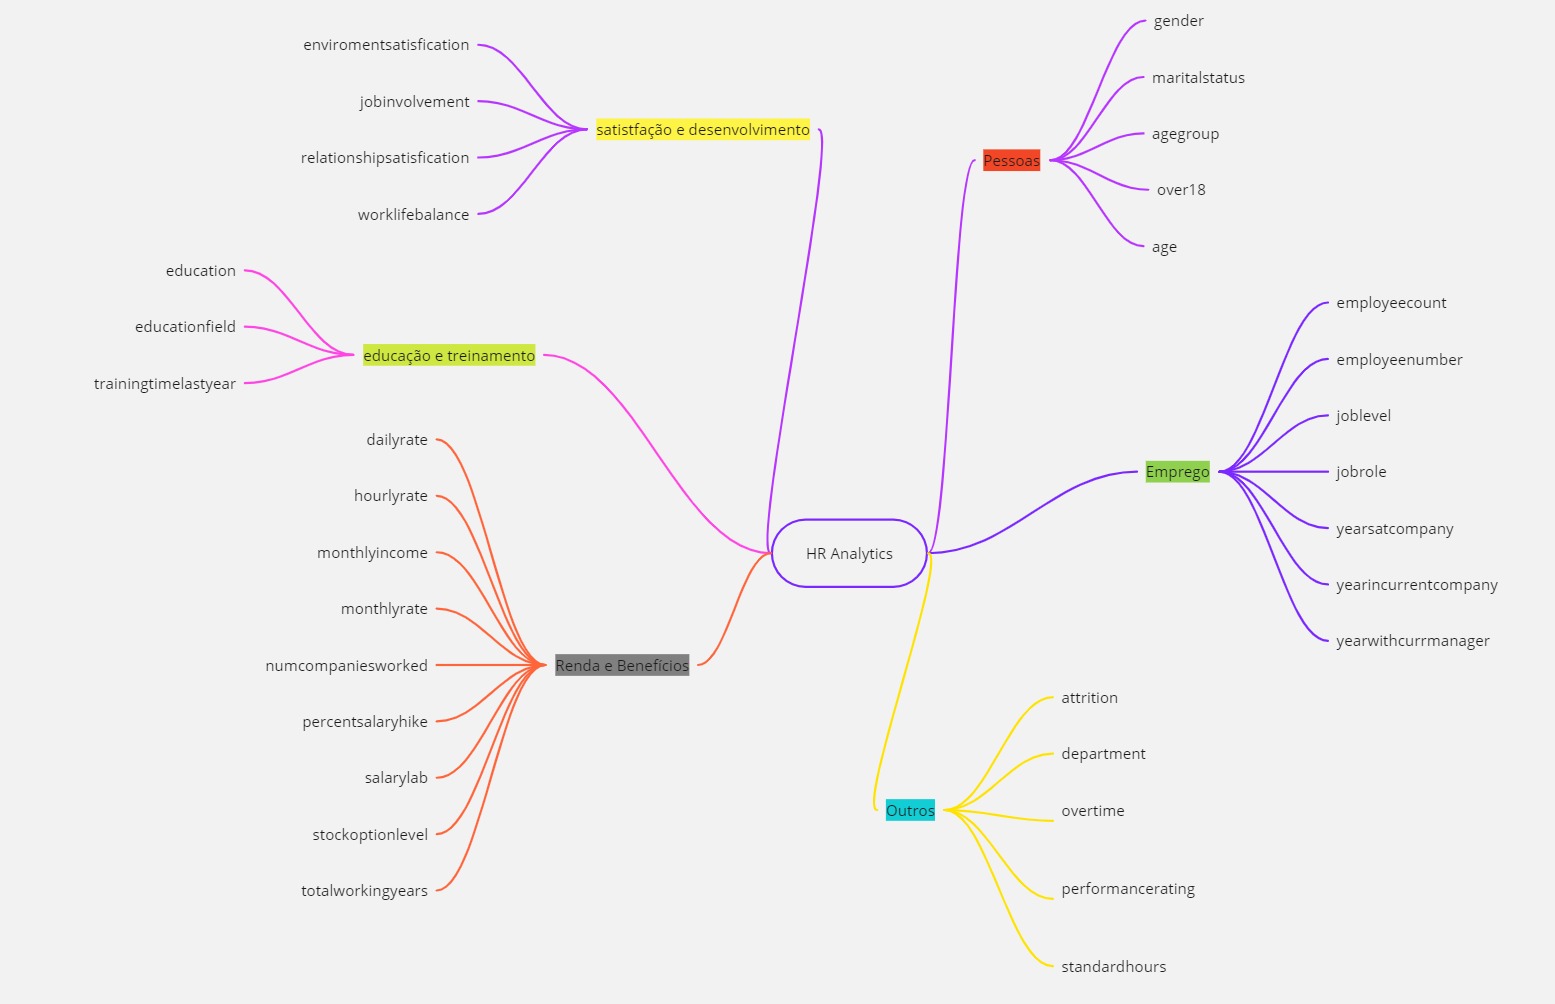 HR Analytics
satistfação e desenvolvimento
enviromentsatisfication
jobinvolvement
relationshipsatisfication
worklifebalance
educação e treinamento
education
educationfield
trainingtimelastyear
Renda e Benefícios
dailyrate
hourlyrate
monthlyincome
monthlyrate
numcompaniesworked
percentsalaryhike
salarylab
stockoptionlevel
totalworkingyears
Pessoas
gender
maritalstatus
agegroup
over18
age
Emprego
employeecount
employeenumber
joblevel
jobrole
yearsatcompany
yearincurrentcompany
yearwithcurrmanager
Outros
attrition
department
overtime
performancerating
standardhours